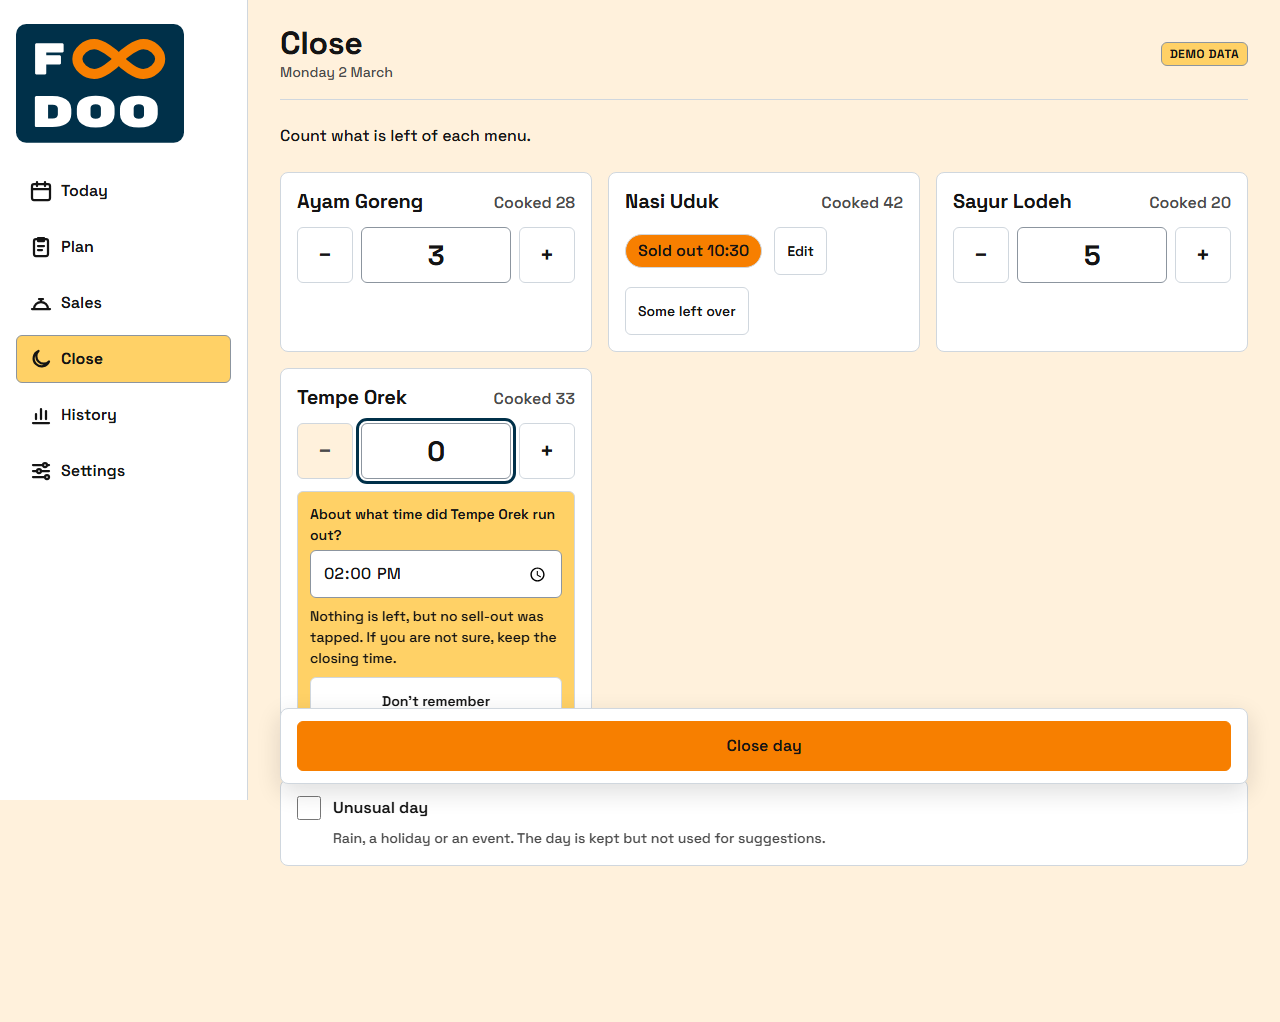 F
DOO
Today
Plan
Sales
Close
History
Settings
Close
Monday 2 March
DEMO DATA
Count what is left of each menu.
Ayam Goreng
Cooked 28
−
3
+
Nasi Uduk
Cooked 42
Sold out 10:30
Edit
Some left over
Sayur Lodeh
Cooked 20
−
5
+
Tempe Orek
Cooked 33
−
0
+
About what time did Tempe Orek run
out?
02:00 PM
Nothing is left, but no sell-out was
tapped. If you are not sure, keep the
closing time.
Don't remember
Close day
Unusual day
Rain, a holiday or an event. The day is kept but not used for suggestions.